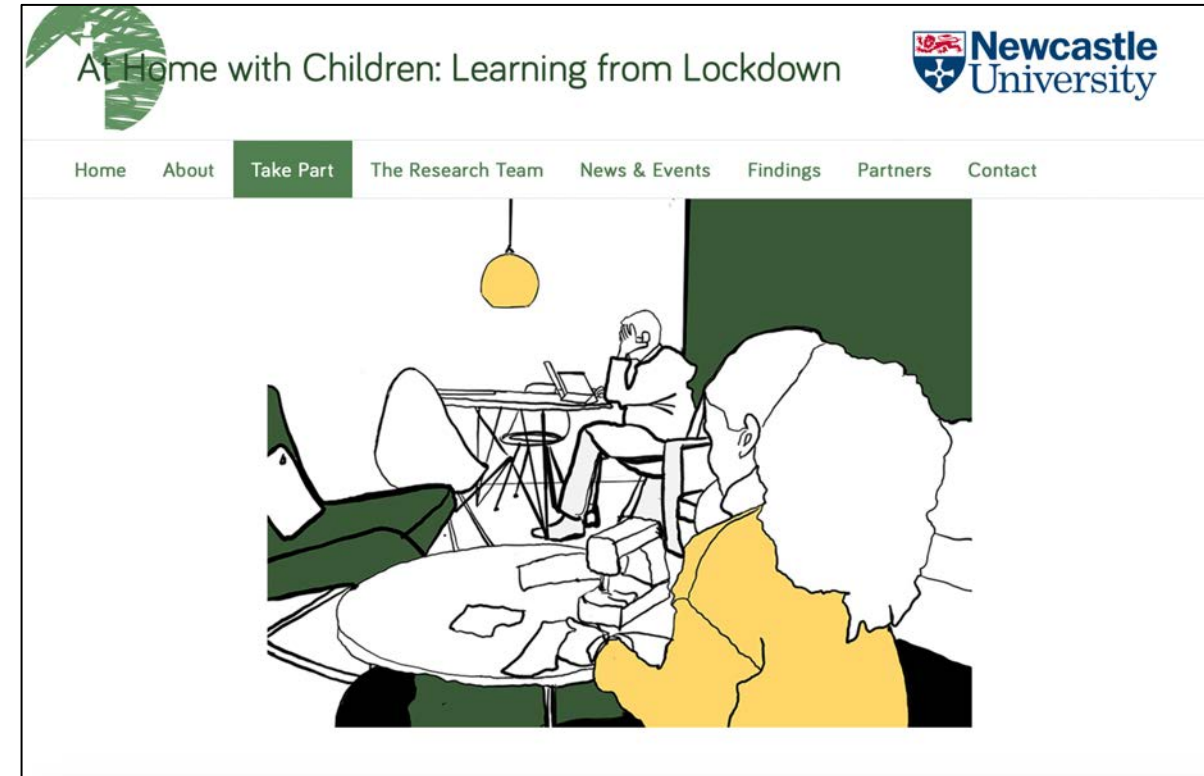 At Home with Children: Learning from Lockdown
Newcastle
University
Home About Take Part The Research Team News & Events Findings Partners Contact